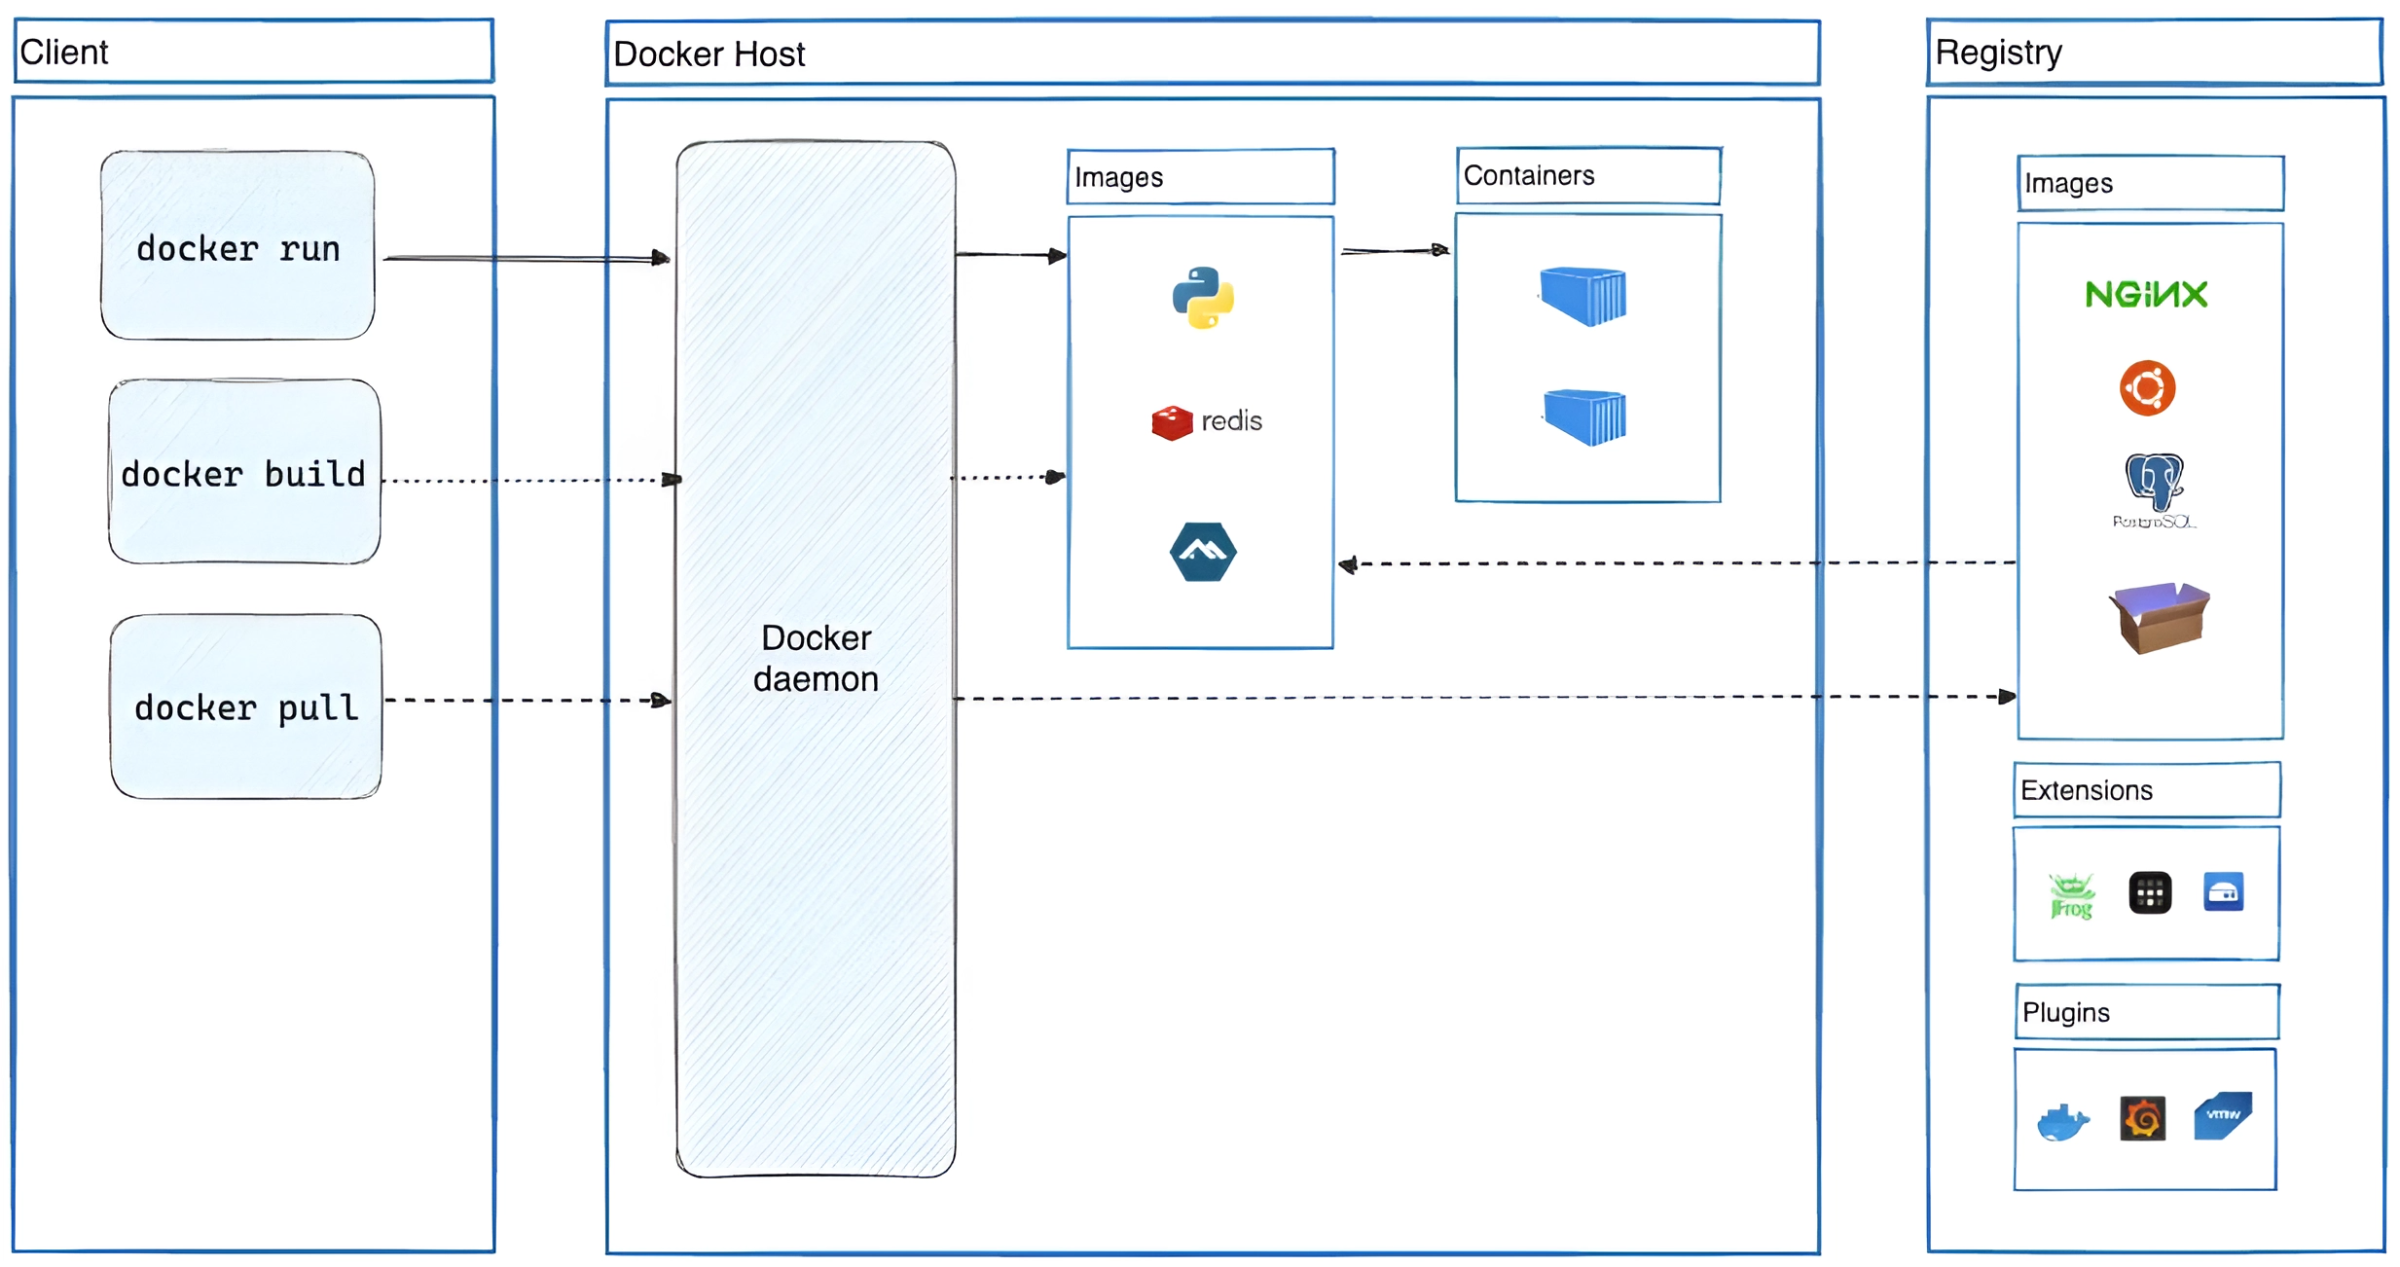 Client
docker run
docker build
docker pull
Docker Host
Docker
daemon
Images
redis
Containers
Registry
Images
NGINX
PostgreSQL
Extensions
JFrog
Plugins
vmw